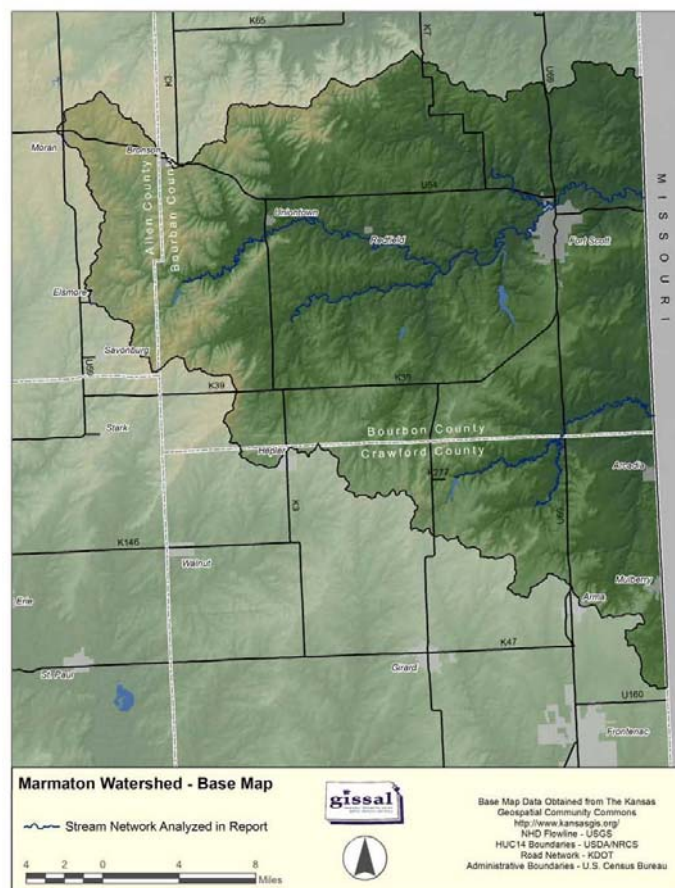 K65
K3
K7
U69
Moran
Bronson
Allen County
Bourban County
U54
MISSOURI
Uniontown
Redfield
Fort Scott
Elsmore
Savonburg
U59
K39
K39
Stark
Bourbon County
Crawford County
Hepler
K277
Arcadia
K3
U69
K146
Walnut
Mulberry
Erie
Arma
K47
St. Paul
Girard
U160
Frontenac
Marmaton Watershed - Base Map
Stream Network Analyzed in Report
4 2 0 4 8
Miles
gissal
Base Map Data Obtained from The Kansas
Geospatial Community Commons
http://www.kansasgis.org/
NHD Flowline - USGS
HUC14 Boundaries - USDA/NRCS
Road Network - KDOT
Administrative Boundaries - U.S. Census Bureau